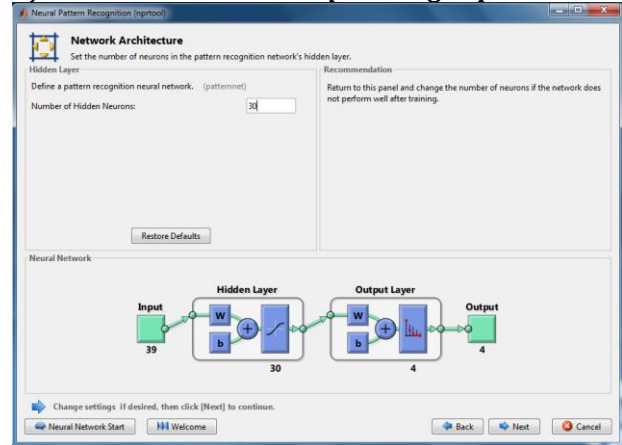 Neural Pattern Recognition (nprtool)
Network Architecture
Set the number of neurons in the pattern recognition network's hidden layer.
Hidden Layer
Define a pattern recognition neural network. (patternnet)
Number of Hidden Neurons: 30
Restore Defaults
Recommendation
Return to this panel and change the number of neurons if the network does
not perform well after training.
Neural Network
Hidden Layer Output Layer
Input Output
W W
b b
39 4
30 4
Change settings if desired, then click [Next] to continue.
Neural Network Start Welcome Back Next Cancel